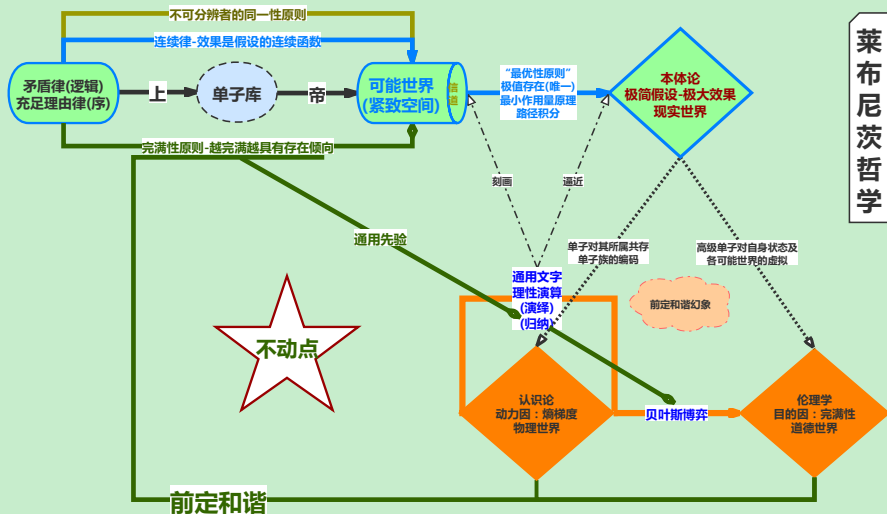 不可分辨者的同一性原则
连续律-效果是假设的连续函数
矛盾律(逻辑)
充足理由律(序)
上
单子库
帝
可能世界
(紧致空间)
信道
“最优性原则”
极值存在(唯一)
最小作用量原理
路径积分
本体论
极简假设-极大效果
现实世界
莱布尼茨哲学
完满性原则-越完满越具有存在倾向
刻画
逼近
通用先验
单子对其所属共存
单子族的编码
高级单子对自身状态及
各可能世界的虚拟
通用文字
理性演算
(演绎)
(归纳)
前定和谐幻象
不动点
认识论
动力因：熵梯度
物理世界
贝叶斯博弈
伦理学
目的因：完满性
道德世界
前定和谐